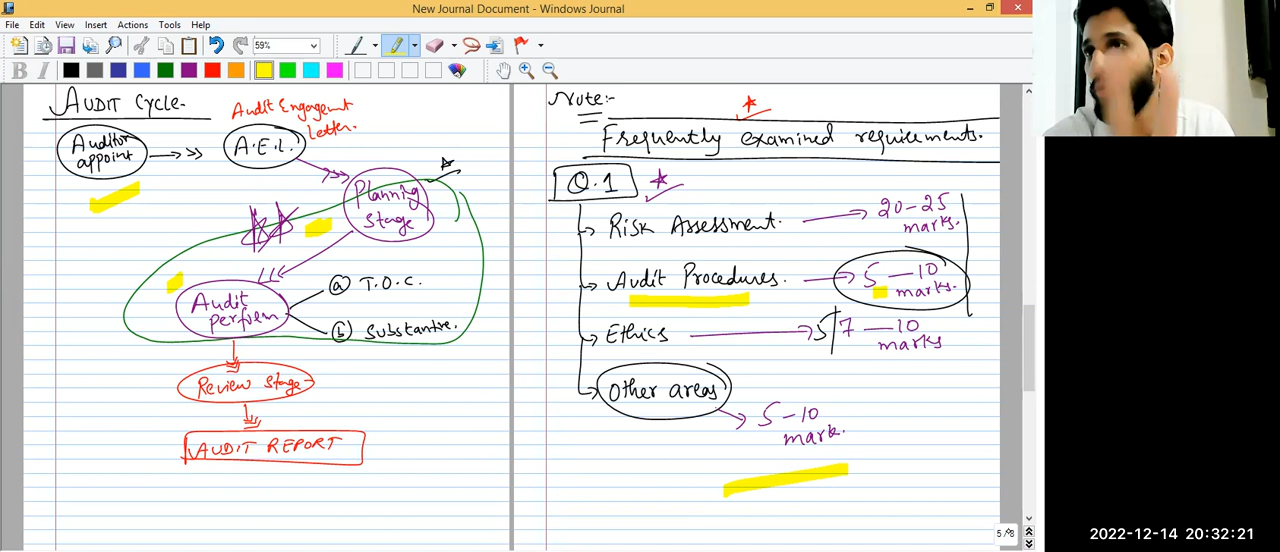 New Journal Document - Windows Journal
File Edit View Insert Actions Tools Help
59%
B I
AUDIT Cycle-
Audit Engagement
Letter.
Auditor
appoint
A.E.L.
Planning
Stage
Audit
perform
(a) T.O.C.
(b) Substantive.
Review Stage
AUDIT REPORT
Note:-
Frequently examined requirements.
Q.1
Risk Assessment. 20-25
marks.
Audit Procedures. 5-10
marks.
Ethics 5/7-10
marks
Other areas
5-10
mark.
5 / 8
2022-12-14 20:32:21